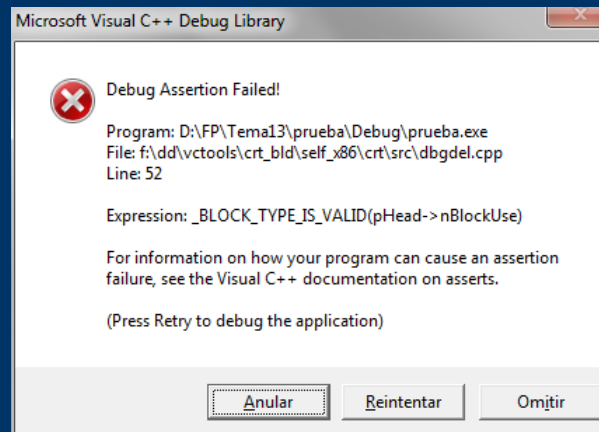 Microsoft Visual C++ Debug Library
Debug Assertion Failed!
Program: D:\FP\Tema13\prueba\Debug\prueba.exe
File: f:\dd\vctools\crt_bld\self_x86\crt\src\dbgdel.cpp
Line: 52
Expression: _BLOCK_TYPE_IS_VALID(pHead->nBlockUse)
For information on how your program can cause an assertion
failure, see the Visual C++ documentation on asserts.
(Press Retry to debug the application)
Anular Reintentar Omitir